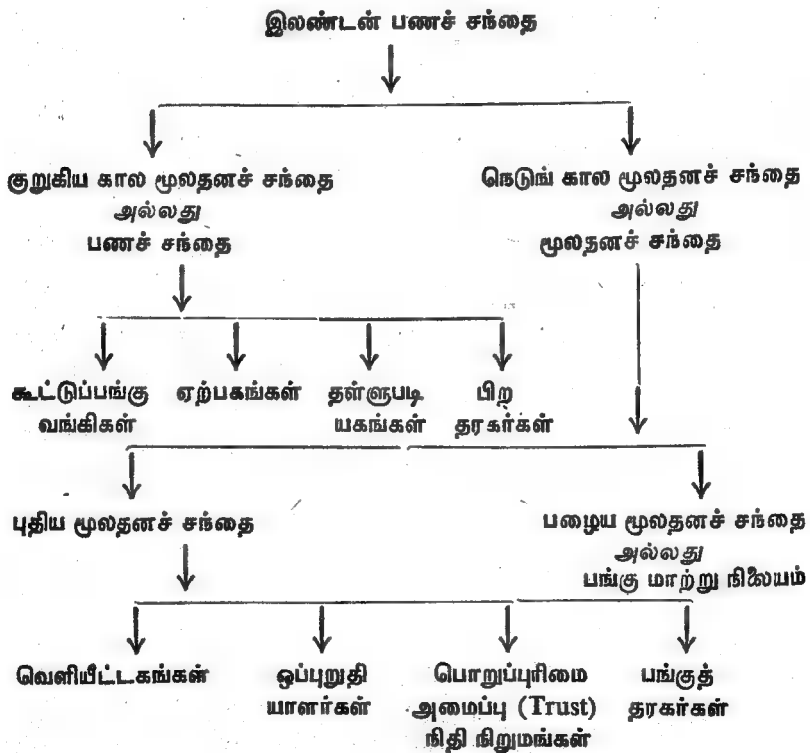 இலண்டன் பணச் சந்தை
குறுகிய கால மூலதனச் சந்தை
அல்லது
பணச் சந்தை
நெடுங் கால மூலதனச் சந்தை
அல்லது
மூலதனச் சந்தை
கூட்டுப்பங்கு
வங்கிகள்
ஏற்பகங்கள்
தள்ளுபடி
யகங்கள்
பிற
தரகர்கள்
புதிய மூலதனச் சந்தை
பழைய மூலதனச் சந்தை
அல்லது
பங்கு மாற்று நிலையம்
வெளியீட்டகங்கள்
ஒப்புறுதி
யாளர்கள்
பொறுப்புரிமை
அமைப்பு (Trust)
நிதி நிறுமங்கள்
பங்குத்
தரகர்கள்